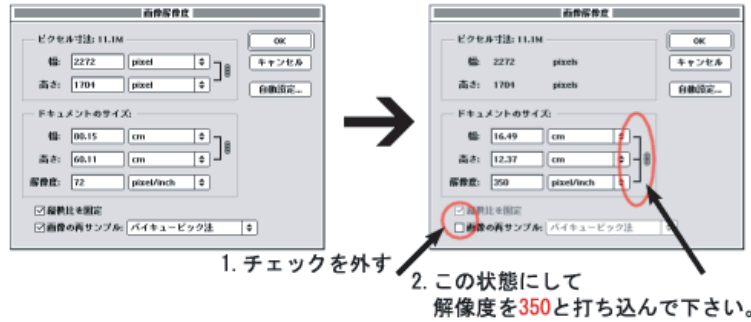 画像解像度
ピクセル寸法: 11.1M
幅: 2272 pixel
高さ: 1704 pixel
OK
キャンセル
自動設定...
ドキュメントのサイズ:
幅: 80.15 cm
高さ: 60.11 cm
解像度: 72 pixel/inch
縦横比を固定
画像の再サンプル: バイキュービック法
画像解像度
ピクセル寸法: 11.1M
幅: 2272 pixels
高さ: 1704 pixels
OK
キャンセル
自動設定...
ドキュメントのサイズ:
幅: 16.49 cm
高さ: 12.37 cm
解像度: 350 pixel/inch
縦横比を固定
画像の再サンプル: バイキュービック法
1. チェックを外す
2. この状態にして
解像度を350と打ち込んで下さい。